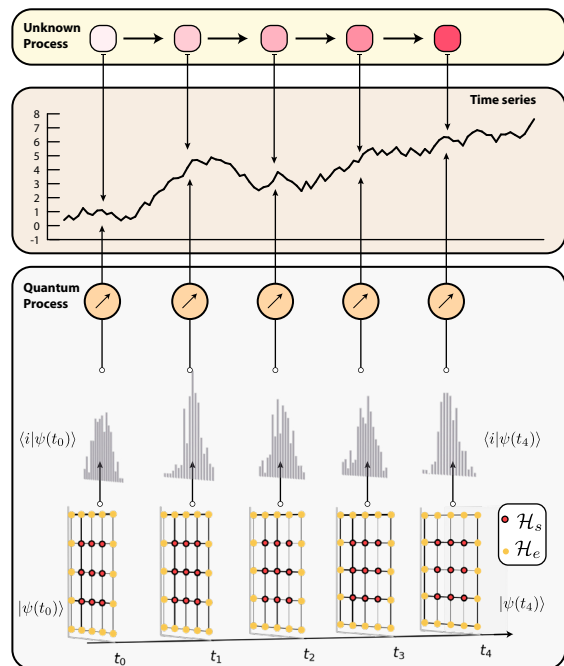 Unknown
Process
Time series
8
7
6
5
4
3
2
1
0
-1
Quantum
Process
⟨i|ψ(t₀)⟩
⟨i|ψ(t₄)⟩
ℋₛ
ℋₑ
|ψ(t₀)⟩
|ψ(t₄)⟩
t₀
t₁
t₂
t₃
t₄